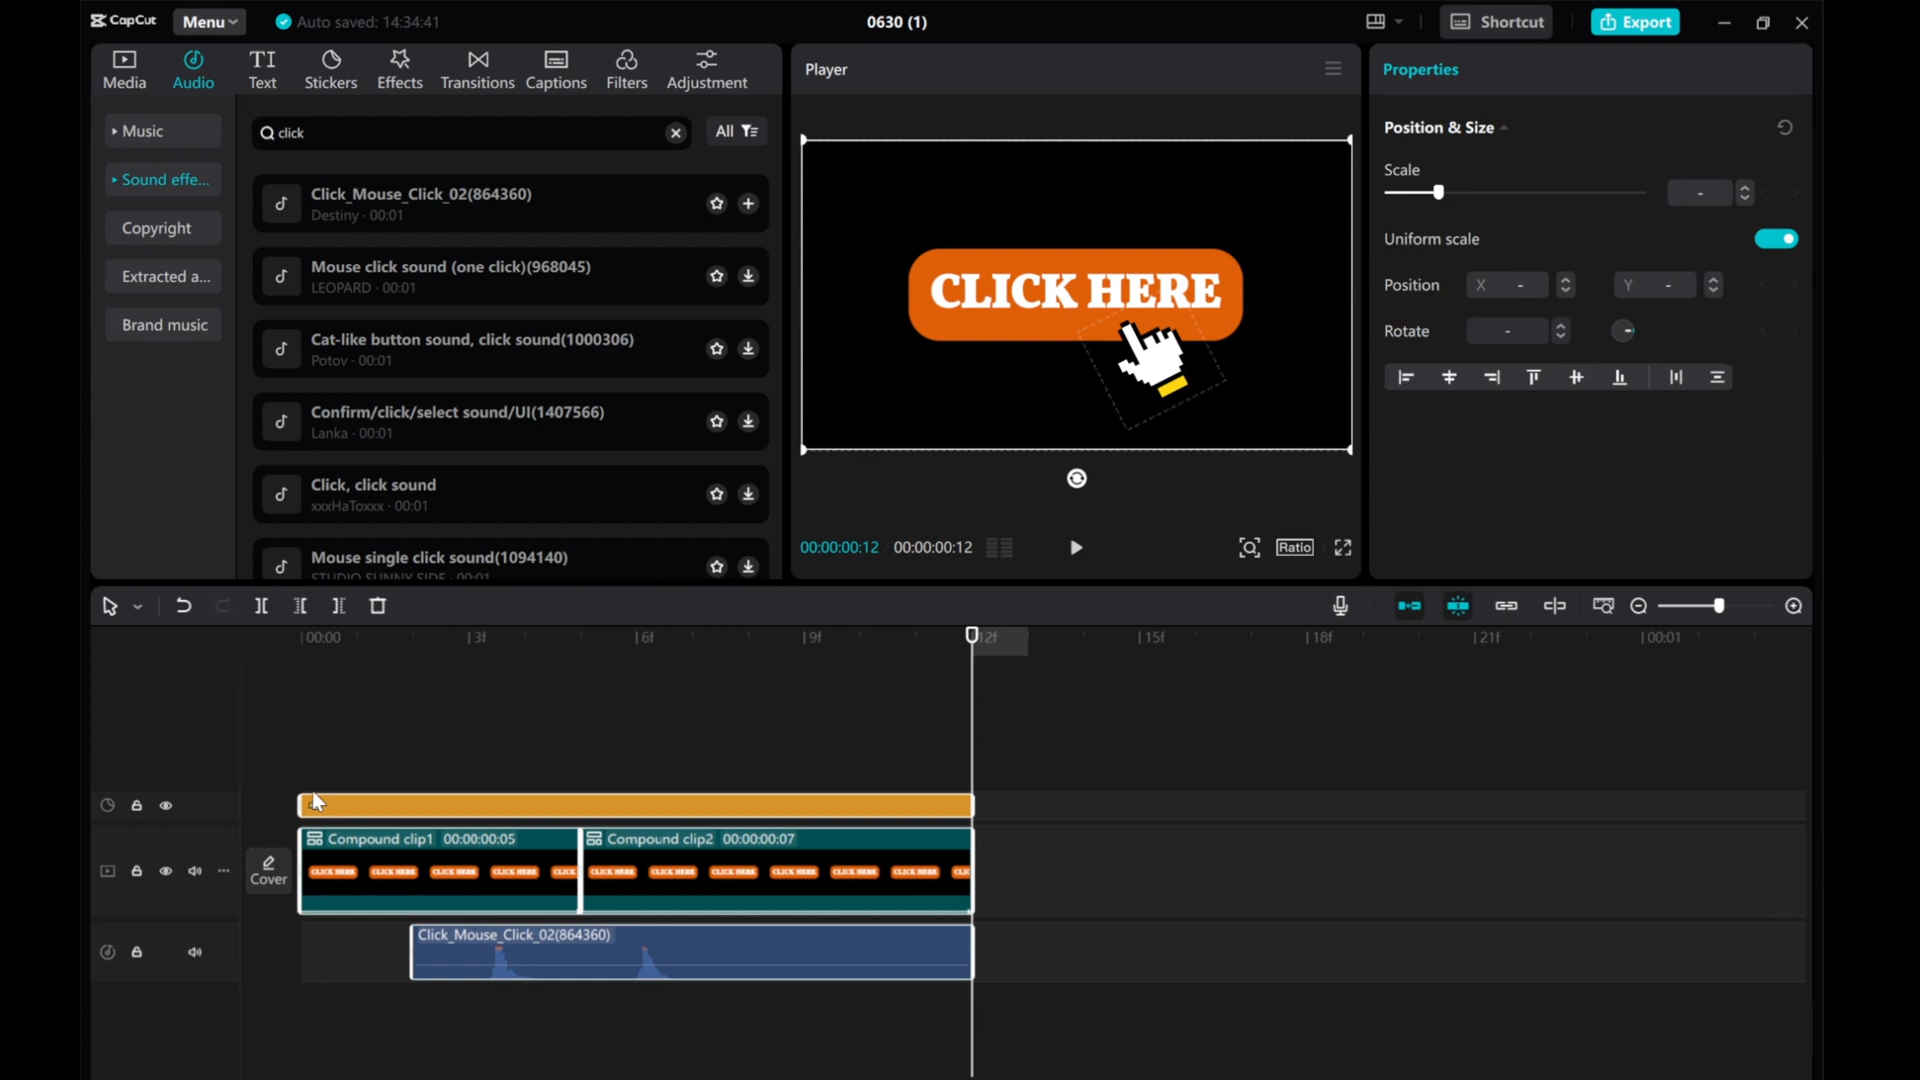 CapCut
Menu
Auto saved: 14:34:41
0630 (1)
Shortcut
Export
Media
Audio
TI
Text
Stickers
Effects
Transitions
Captions
Filters
Adjustment
Player
Properties
Music
Sound effe...
Copyright
Extracted a...
Brand music
click
All
Click_Mouse_Click_02(864360)
Destiny · 00:01
Mouse click sound (one click)(968045)
LEOPARD · 00:01
Cat-like button sound, click sound(1000306)
Potov · 00:01
Confirm/click/select sound/UI(1407566)
Lanka · 00:01
Click, click sound
xxxHaToxxx · 00:01
Mouse single click sound(1094140)
STUDIO SUNNY SIDE · 00:01
CLICK HERE
00:00:00:12
00:00:00:12
Ratio
Position & Size
Scale
-
Uniform scale
Position
X -
Y -
Rotate
-
00:00
3f
6f
9f
12f
15f
18f
21f
00:01
Cover
Compound clip1 00:00:00:05
Compound clip2 00:00:00:07
CLICK HERE CLICK HERE CLICK HERE CLICK HERE CLICK
CLICK HERE CLICK HERE CLICK HERE CLICK HERE CLICK HERE CLICK HERE CLI
Click_Mouse_Click_02(864360)